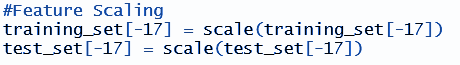 #Feature Scaling
training_set[-17] = scale(training_set[-17])
test_set[-17] = scale(test_set[-17])